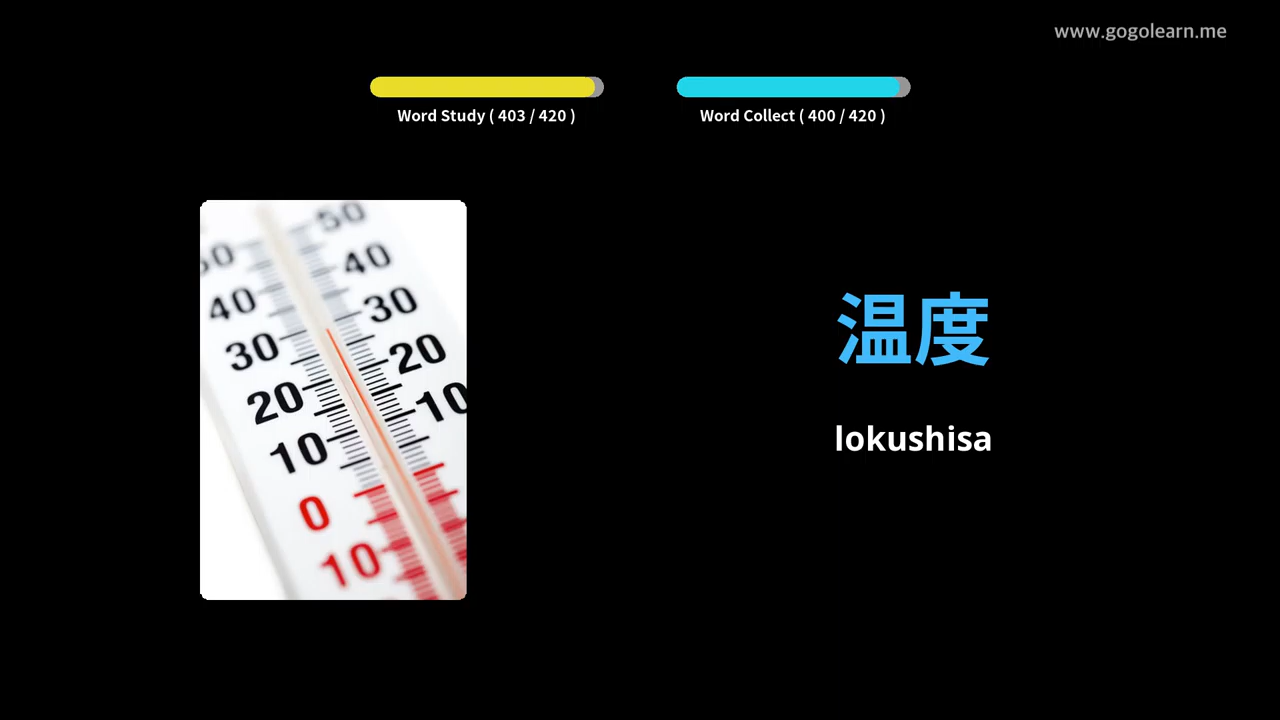 www.gogolearn.me
Word Study ( 403 / 420 )
Word Collect ( 400 / 420 )
温度
lokushisa
50
50
40
40
30
30
20
20
10
10
0
10